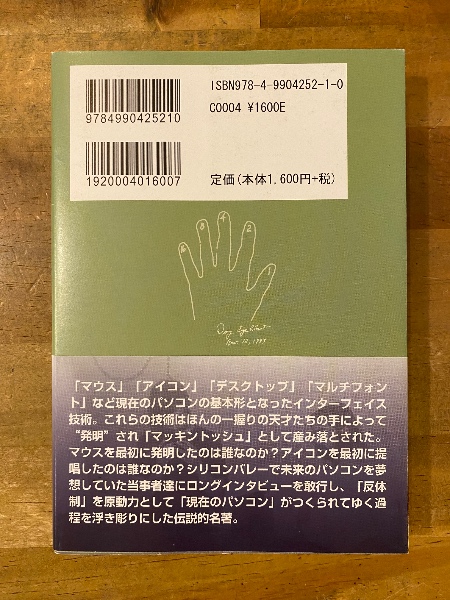 ISBN978-4-9904252-1-0
C0004 ¥1600E
9784990425210
1920004016007
定価(本体1,600円+税)
16
8
4
2
1
「マウス」「アイコン」「デスクトップ」「マルチフォン
ト」など現在のパソコンの基本形となったインターフェイス
技術。これらの技術はほんの一握りの天才たちの手によって
“発明”され「マッキントッシュ」として産み落とされた。
マウスを最初に発明したのは誰なのか？アイコンを最初に提
唱したのは誰なのか？シリコンバレーで未来のパソコンを夢
想していた当事者達にロングインタビューを敢行し、「反体
制」を原動力として「現在のパソコン」がつくられてゆく過
程を浮き彫りにした伝説的名著。